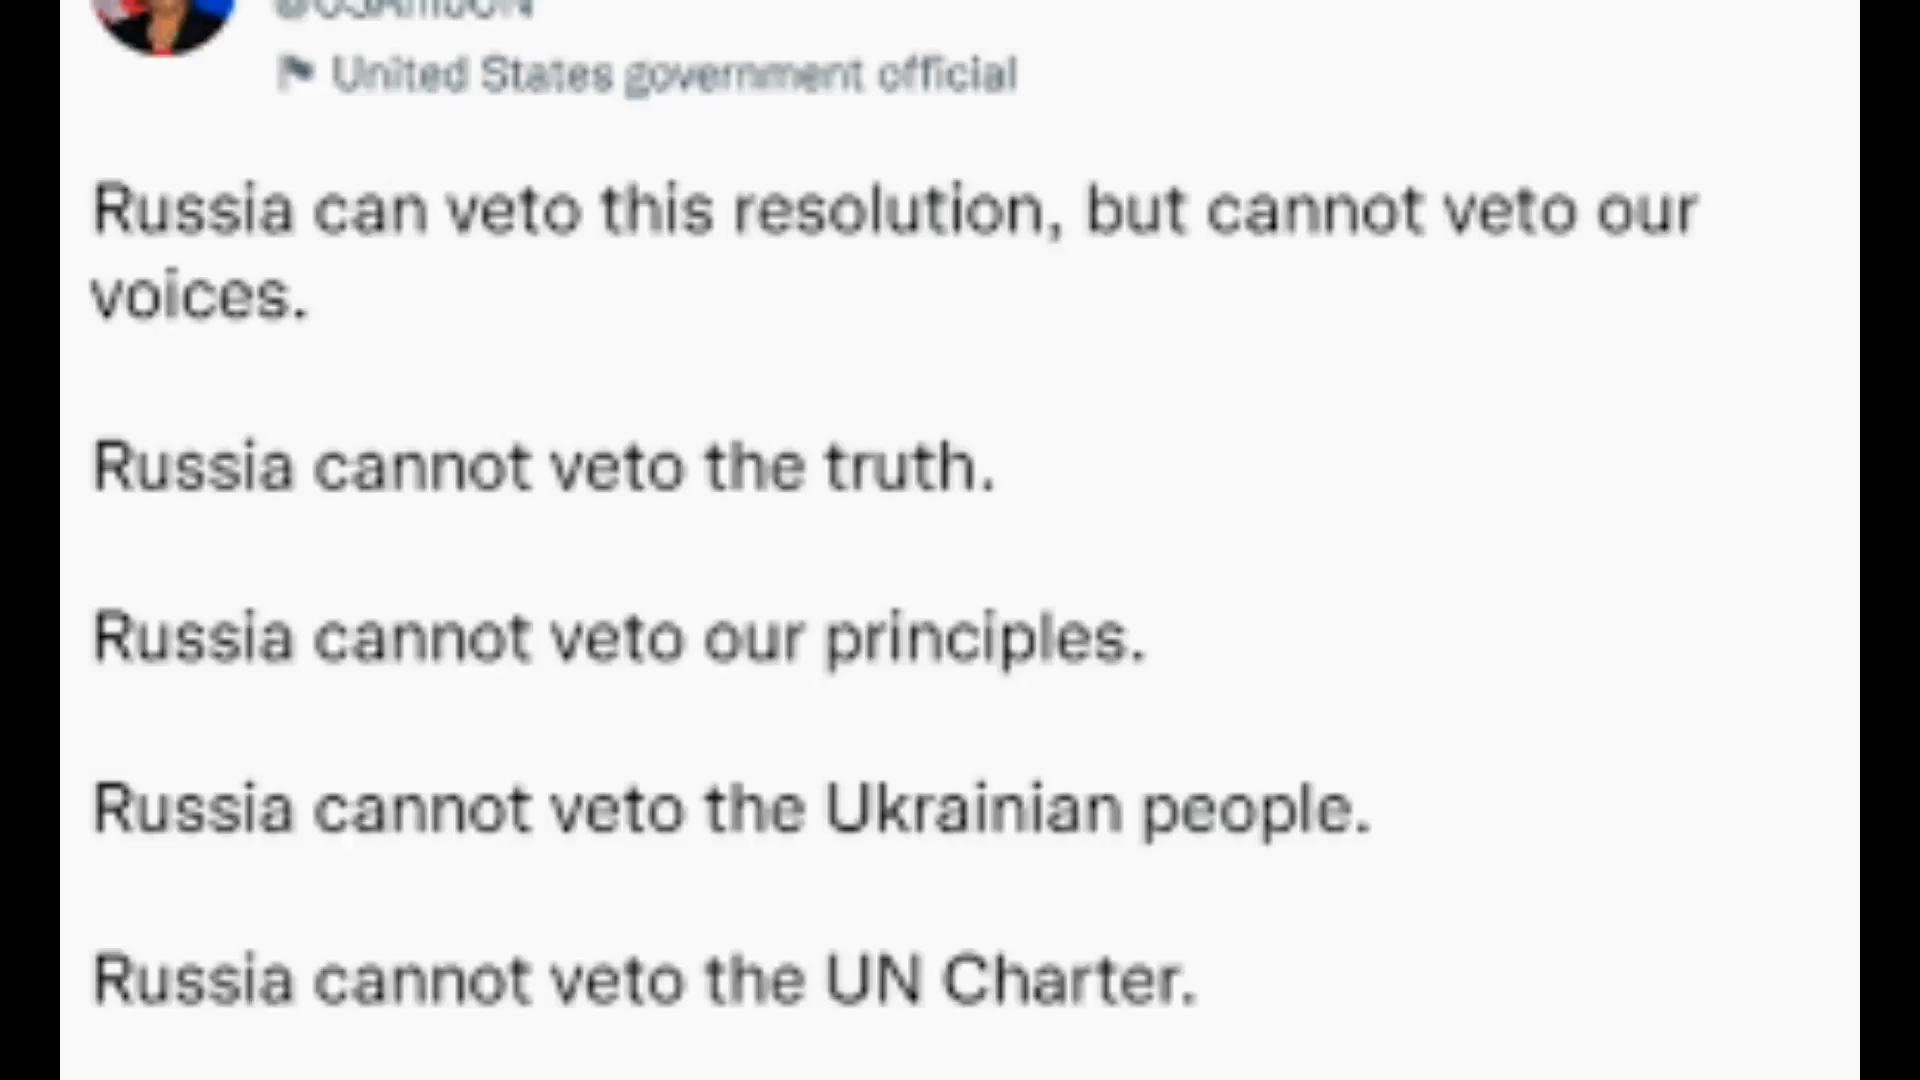 United States government official
Russia can veto this resolution, but cannot veto our
voices.
Russia cannot veto the truth.
Russia cannot veto our principles.
Russia cannot veto the Ukrainian people.
Russia cannot veto the UN Charter.